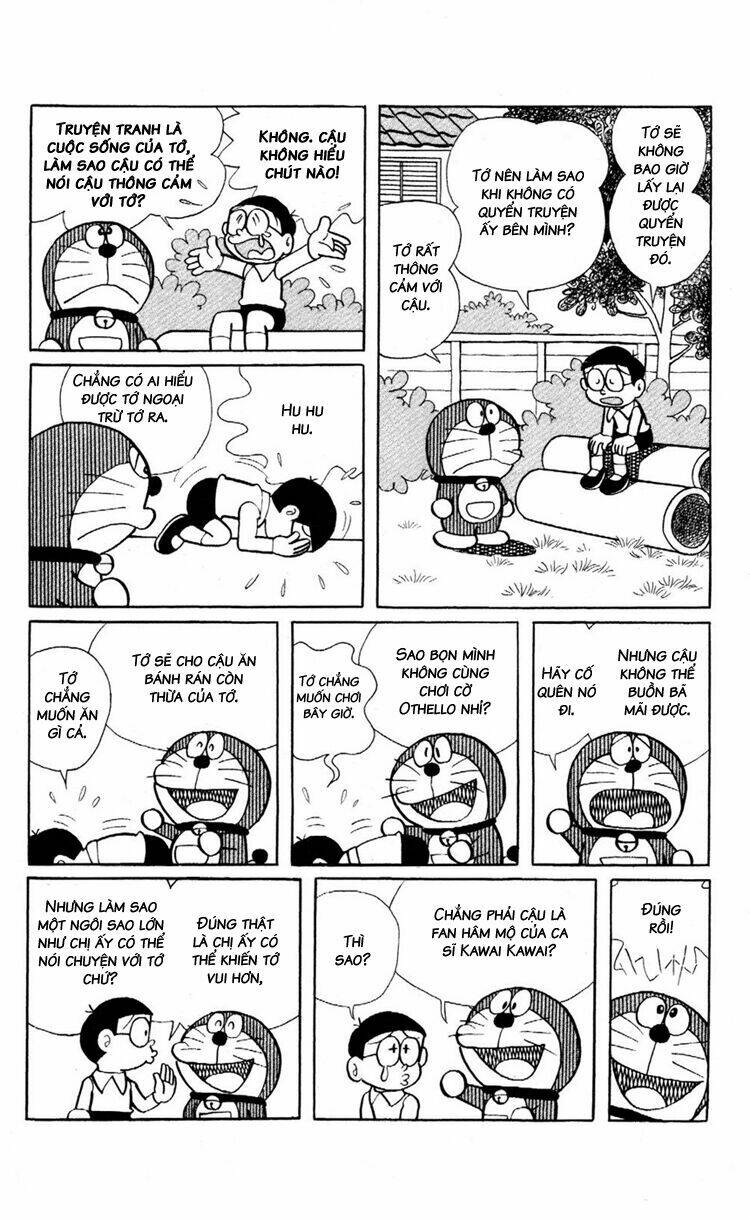 TỚ SẼ
KHÔNG
BAO GIỜ
LẤY LẠI
ĐƯỢC
QUYỂN
TRUYỆN
ĐÓ.
TỚ NÊN LÀM SAO
KHI KHÔNG CÓ
QUYỂN TRUYỆN
ẤY BÊN MÌNH?
TỚ RẤT
THÔNG
CẢM VỚI
CẬU.
KHÔNG. CẬU
KHÔNG HIỂU
CHÚT NÀO!
TRUYỆN TRANH LÀ
CUỘC SỐNG CỦA TỚ,
LÀM SAO CẬU CÓ THỂ
NÓI CẬU THÔNG CẢM
VỚI TỚ?
HU HU
HU.
CHẲNG CÓ AI HIỂU
ĐƯỢC TỚ NGOẠI
TRỪ TỚ RA.
NHƯNG CẬU
KHÔNG THỂ
BUỒN BÃ
MÃI ĐƯỢC.
HÃY CỐ
QUÊN NÓ
ĐI.
SAO BỌN MÌNH
KHÔNG CÙNG
CHƠI CỜ
OTHELLO NHỈ?
TỚ CHẲNG
MUỐN CHƠI
BÂY GIỜ.
TỚ SẼ CHO CẬU ĂN
BÁNH RÁN CÒN
THỪA CỦA TỚ.
TỚ
CHẲNG
MUỐN ĂN
GÌ CẢ.
ĐÚNG
RỒI!
CHẲNG PHẢI CẬU LÀ
FAN HÂM MỘ CỦA CA
SĨ KAWAI KAWAI?
THÌ
SAO?
ĐÚNG THẬT
LÀ CHỊ ẤY CÓ
THỂ KHIẾN TỚ
VUI HƠN,
NHƯNG LÀM SAO
MỘT NGÔI SAO LỚN
NHƯ CHỊ ẤY CÓ THỂ
NÓI CHUYỆN VỚI TỚ
CHỨ?